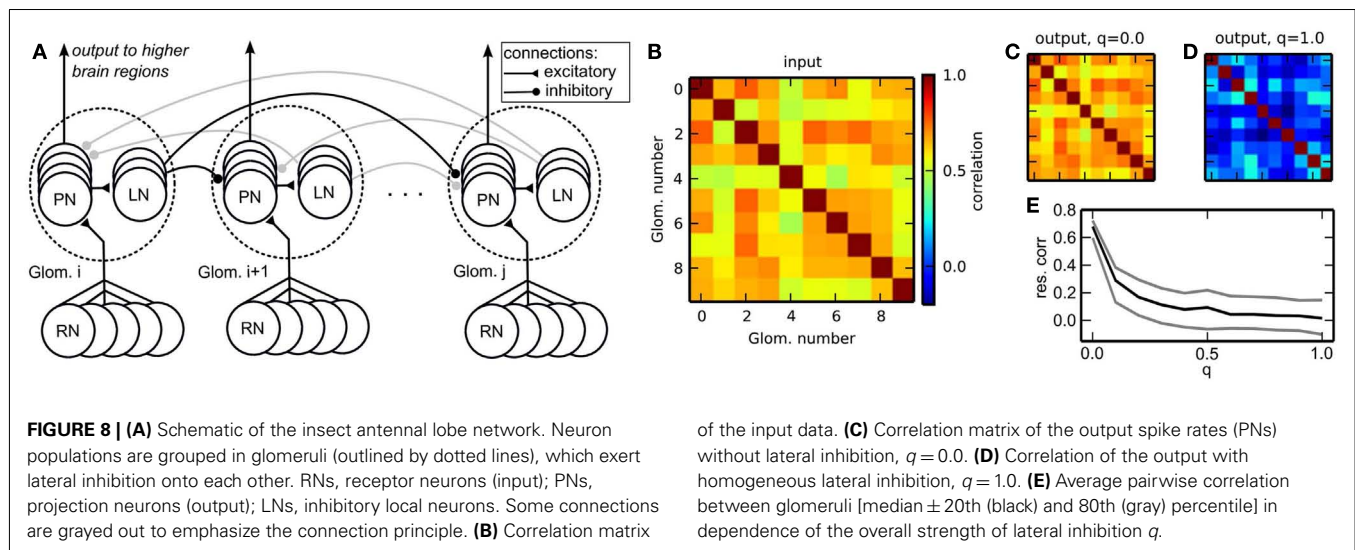 A
output to higher
brain regions
connections:
excatory
inhibitory
PN
LN
PN
LN
. . .
PN
LN
Glom. i
Glom. i+1
Glom. j
RN
RN
RN
B
input
0
2
4
6
8
Glom. number
0 2 4 6 8
Glom. number
1.0
0.5
0.0
correlation
C
output, q=0.0
D
output, q=1.0
E
0.8
0.6
0.4
0.2
0.0
res. corr
0.0 0.5 1.0
q
FIGURE 8 | (A) Schematic of the insect antennal lobe network. Neuron
populations are grouped in glomeruli (outlined by dotted lines), which exert
lateral inhibition onto each other. RNs, receptor neurons (input); PNs,
projection neurons (output); LNs, inhibitory local neurons. Some connections
are grayed out to emphasize the connection principle. (B) Correlation matrix
of the input data. (C) Correlation matrix of the output spike rates (PNs)
without lateral inhibition, q = 0.0. (D) Correlation of the output with
homogeneous lateral inhibition, q = 1.0. (E) Average pairwise correlation
between glomeruli [median ± 20th (black) and 80th (gray) percentile] in
dependence of the overall strength of lateral inhibition q.